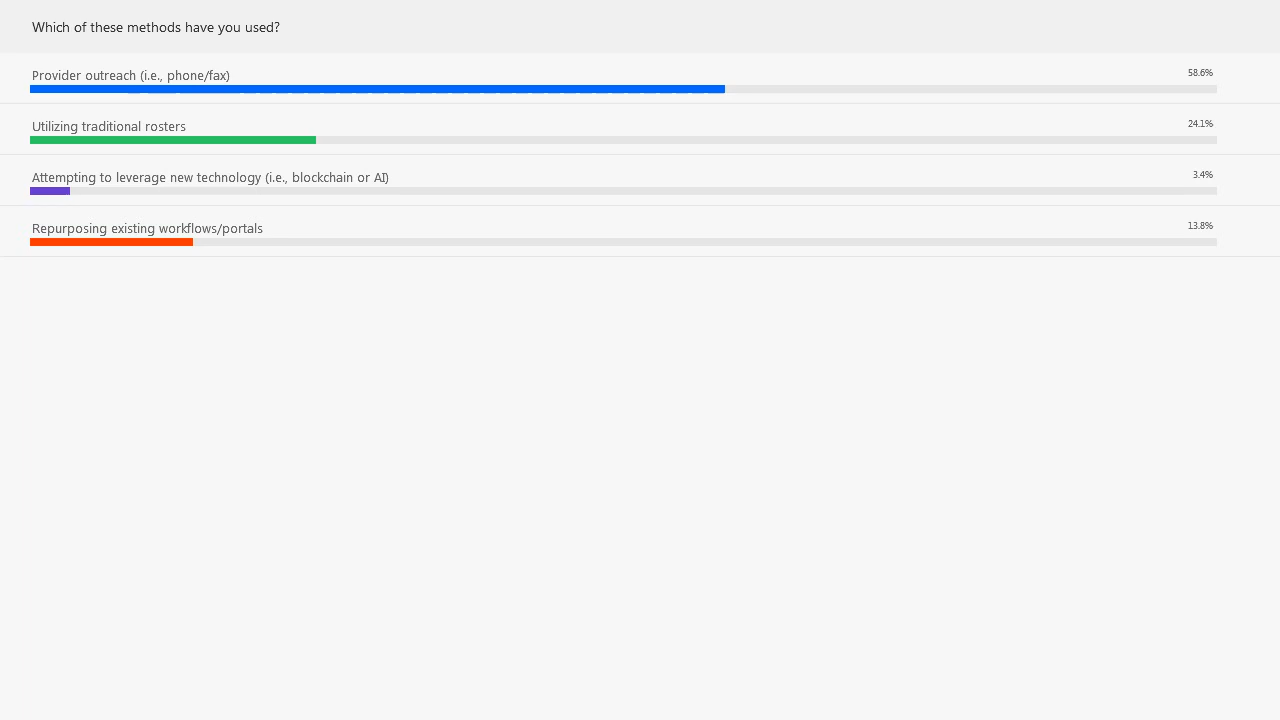 Which of these methods have you used?
Provider outreach (i.e., phone/fax)
58.6%
Utilizing traditional rosters
24.1%
Attempting to leverage new technology (i.e., blockchain or AI)
3.4%
Repurposing existing workflows/portals
13.8%